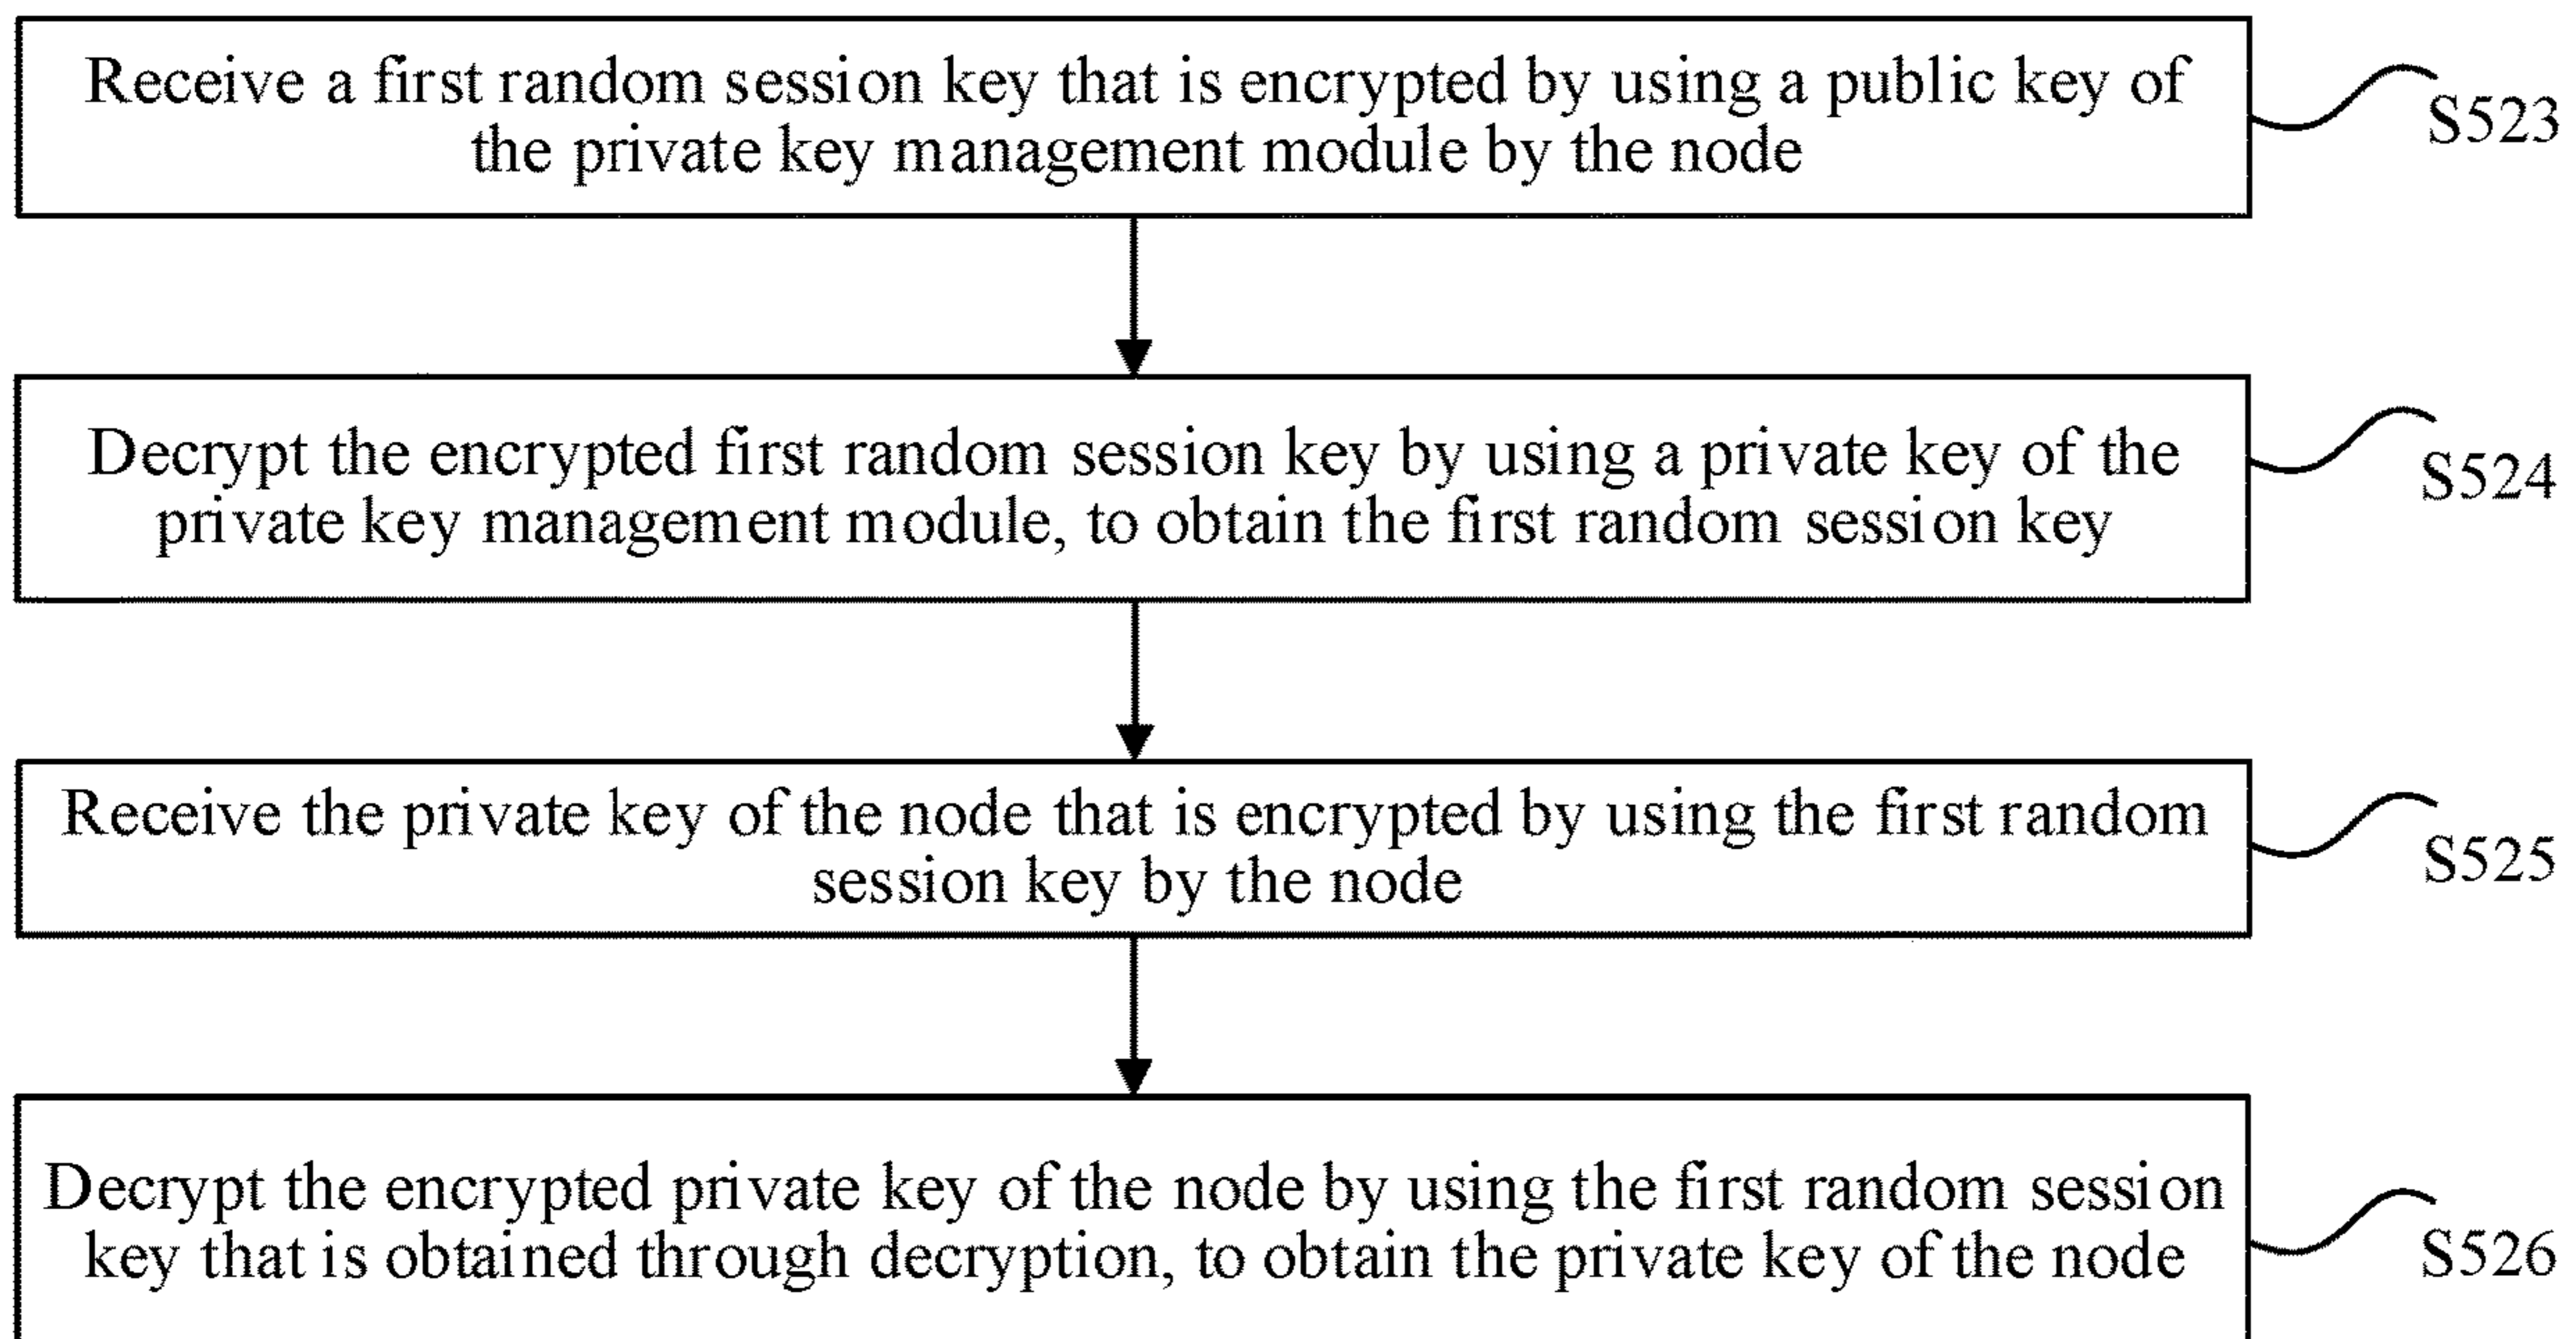 Receive a first random session key that is encrypted by using a public key of
the private key management module by the node
S523
Decrypt the encrypted first random session key by using a private key of the
private key management module, to obtain the first random session key
S524
Receive the private key of the node that is encrypted by using the first random
session key by the node
S525
Decrypt the encrypted private key of the node by using the first random session
key that is obtained through decryption, to obtain the private key of the node
S526